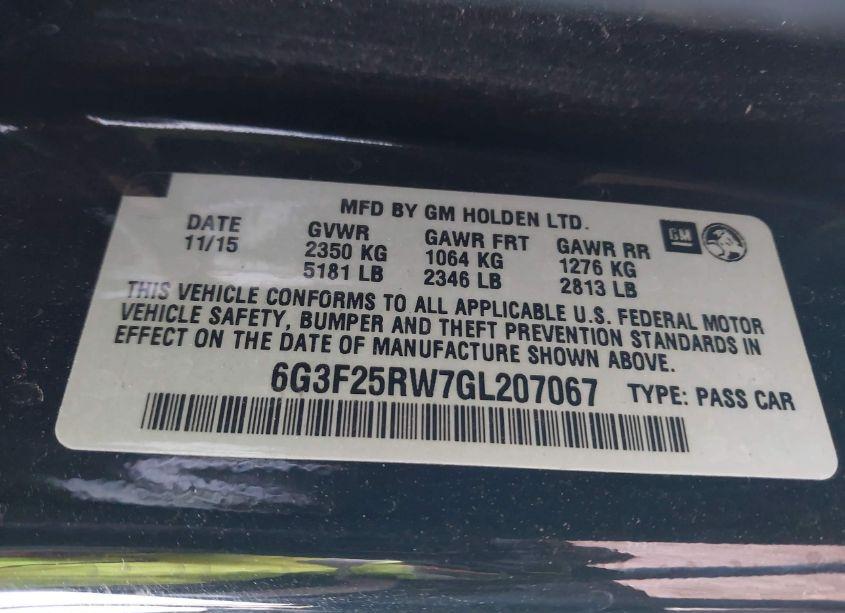 MFD BY GM HOLDEN LTD.
DATE
11/15
GVWR
2350 KG
5181 LB
GAWR FRT
1064 KG
2346 LB
GAWR RR
1276 KG
2813 LB
GM
THIS VEHICLE CONFORMS TO ALL APPLICABLE U.S. FEDERAL MOTOR
VEHICLE SAFETY, BUMPER AND THEFT PREVENTION STANDARDS IN
EFFECT ON THE DATE OF MANUFACTURE SHOWN ABOVE.
6G3F25RW7GL207067 TYPE: PASS CAR